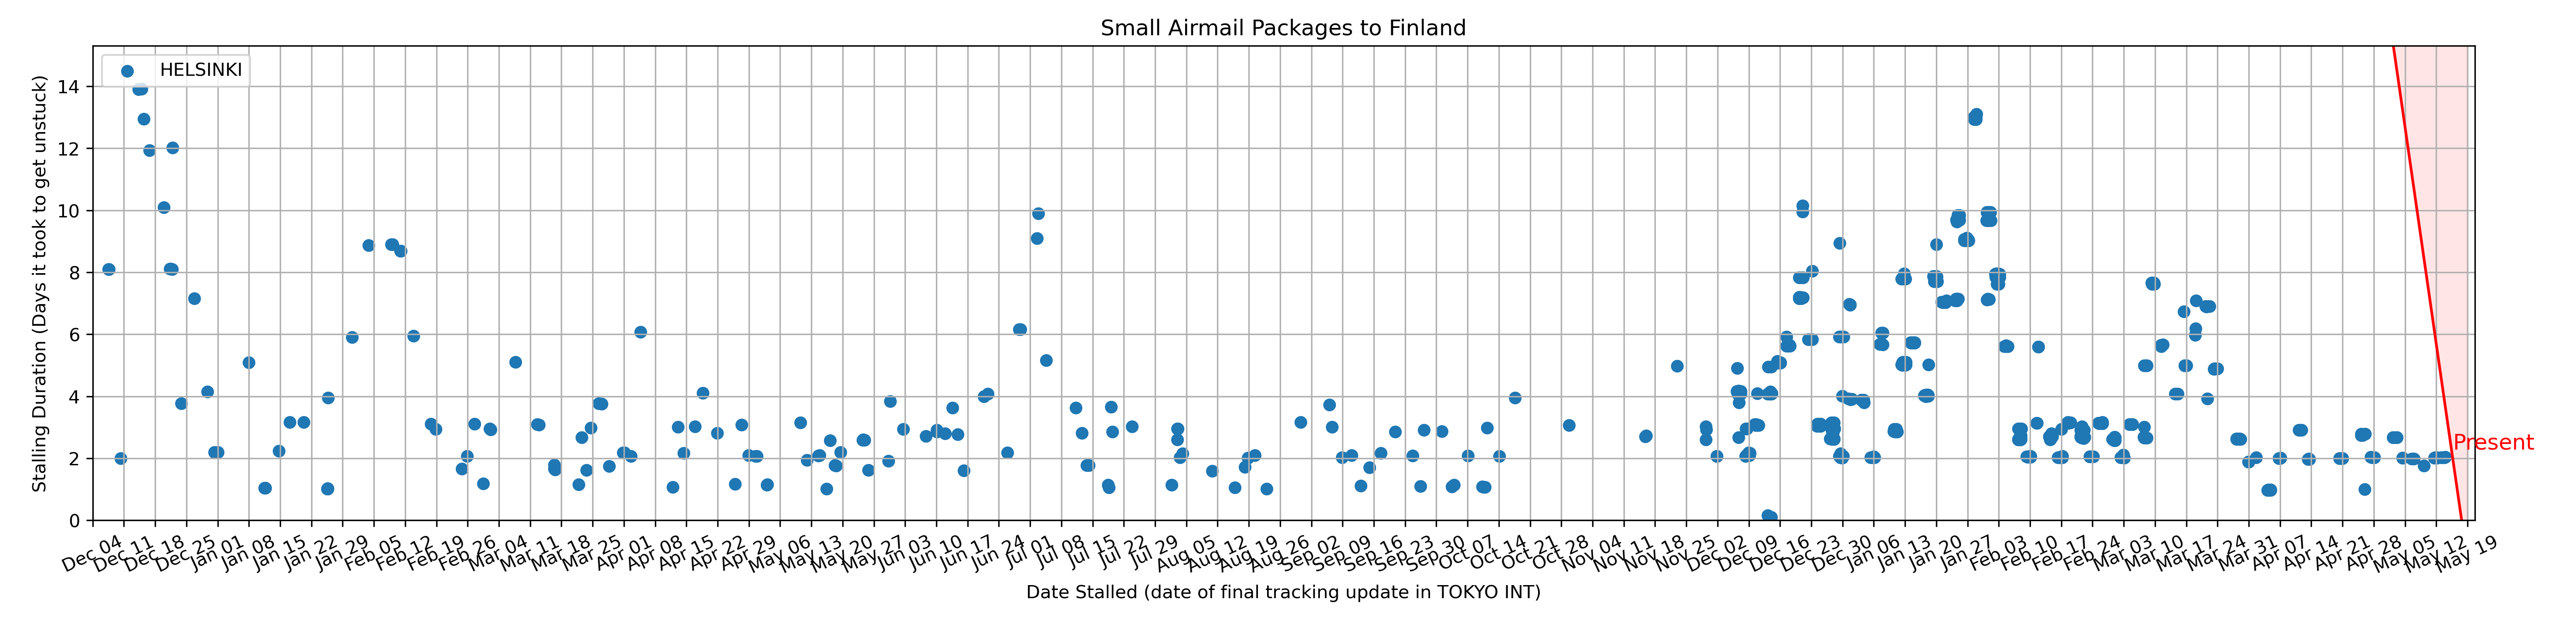 Small Airmail Packages to Finland
HELSINKI
14
12
10
8
6
4
2
0
Stalling Duration (Days it took to get unstuck)
Present
Dec 04
Dec 11
Dec 18
Dec 25
Jan 01
Jan 08
Jan 15
Jan 22
Jan 29
Feb 05
Feb 12
Feb 19
Feb 26
Mar 04
Mar 11
Mar 18
Mar 25
Apr 01
Apr 08
Apr 15
Apr 22
Apr 29
May 06
May 13
May 20
May 27
Jun 03
Jun 10
Jun 17
Jun 24
Jul 01
Jul 08
Jul 15
Jul 22
Jul 29
Aug 05
Aug 12
Aug 19
Aug 26
Sep 02
Sep 09
Sep 16
Sep 23
Sep 30
Oct 07
Oct 14
Oct 21
Oct 28
Nov 04
Nov 11
Nov 18
Nov 25
Dec 02
Dec 09
Dec 16
Dec 23
Dec 30
Jan 06
Jan 13
Jan 20
Jan 27
Feb 03
Feb 10
Feb 17
Feb 24
Mar 03
Mar 10
Mar 17
Mar 24
Mar 31
Apr 07
Apr 14
Apr 21
Apr 28
May 05
May 12
May 19
Date Stalled (date of final tracking update in TOKYO INT)